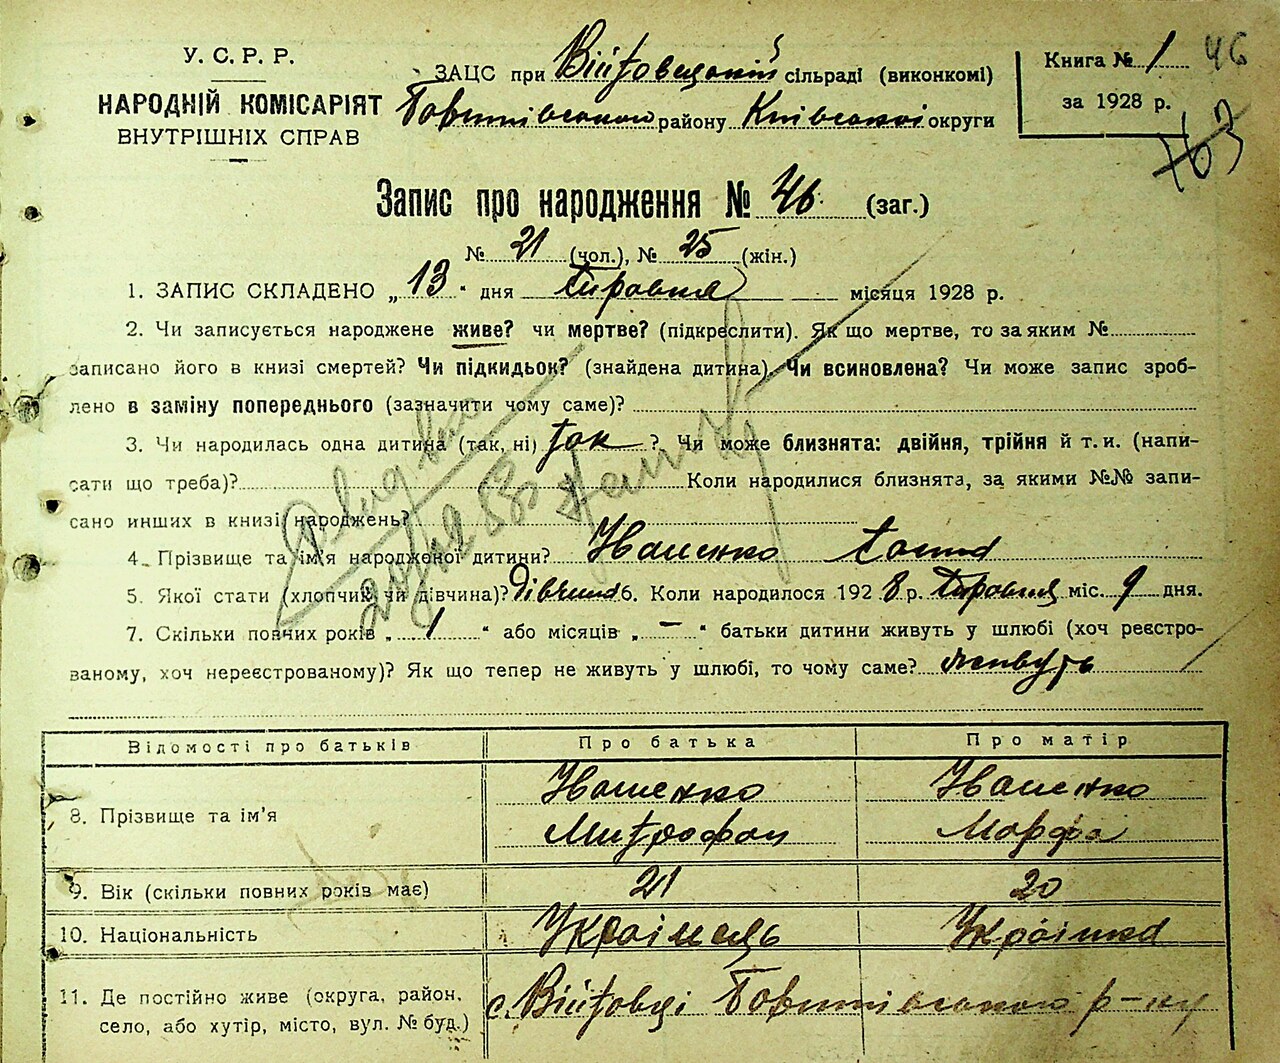 У. С. Р. Р.
НАРОДНІЙ КОМІСАРІЯТ
ВНУТРІШНІХ СПРАВ
ЗАЦС при Війтовецькій сільраді (виконкомі)
району Київської округи
Книга № 1 46
за 1928 р.
163
Запис про народження № 46 (заг.)
№ 21 (чол.), № 25 (жін.)
1. ЗАПИС СКЛАДЕНО „ 13 " дня місяця 1928 р.
2. Чи записується народжене живе? чи мертве? (підкреслити). Як що мертве, то за яким №
записано його в книзі смертей? Чи підкидьок? (знайдена дитина) Чи всиновлена? Чи може запис зроб-
лено в заміну попереднього (зазначити чому саме)?
3. Чи народилась одна дитина (так, ні) так ? Чи може близнята: двійня, трійня й т. и. (напи-
сати що треба)? Коли народилися близнята, за якими №№ запи-
сано инших в книзі народжень?
4. Прізвище та ім'я народженої дитини? Іващенко
5. Якої стати (хлопчик чи дівчина)? дівчина 6. Коли народилося 192 8 р. міс. 9 дня.
7. Скільки повних років „ 1 " або місяців „ — " батьки дитини живуть у шлюбі (хоч реєстро-
ваному, хоч нереєстрованому)? Як що тепер не живуть у шлюбі, то чому саме? живуть
Відомості про батьків Про батька Про матір
8. Прізвище та ім'я
Іващенко Іващенко
Митрофан Марфа
9. Вік (скільки повних років має) 21 20
10. Національність Українець Українка
11. Де постійно живе (округа, район,
село, або хутір, місто, вул. № буд.)
с. Війтовці р-ну